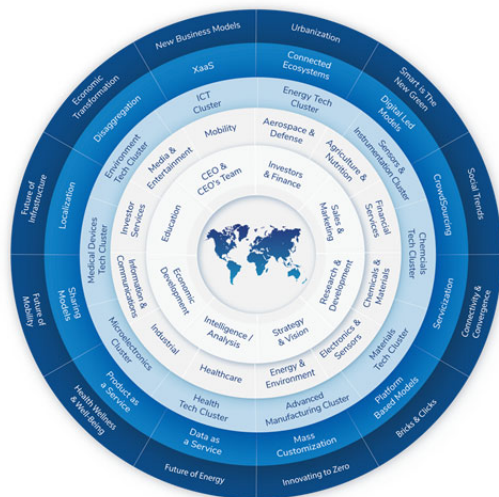 New Business Models
Urbanization
Smart is The
New Green
Social Trends
Connectivity &
Convergence
Bricks & Clicks
Innovating to Zero
Future of Energy
Health Wellness
& Well-Being
Future of
Mobility
Future of
Infrastructure
Economic
Transformation
XaaS
Connected
Ecosystems
Digital Led
Models
CrowdSourcing
Servirization
Platform
Based Models
Mass
Customization
Data as
a Service
Product as
a Service
Sharing
Models
Localization
Disaggregation
ICT
Cluster
Energy Tech
Cluster
Sensors &
Instrumentation Cluster
Chemcials
Tech Cluster
Materials
Tech Cluster
Advanced
Manufacturing Cluster
Health
Tech Cluster
Microelectronics
Cluster
Medical Devices
Tech Cluster
Environment
Tech Cluster
Mobility
Aerospace &
Defense
Agriculture &
Nutrition
Financial
Services
Chemicals &
Materials
Electronics &
Sensors
Energy &
Environment
Healthcare
Industrial
Information &
Communications
Investor
Services
Media &
Entertainment
CEO &
CEO's Team
Investors
& Finance
Sales &
Marketing
Research &
Development
Strategy
& Vision
Intelligence /
Analysis
Economic
Development
Education